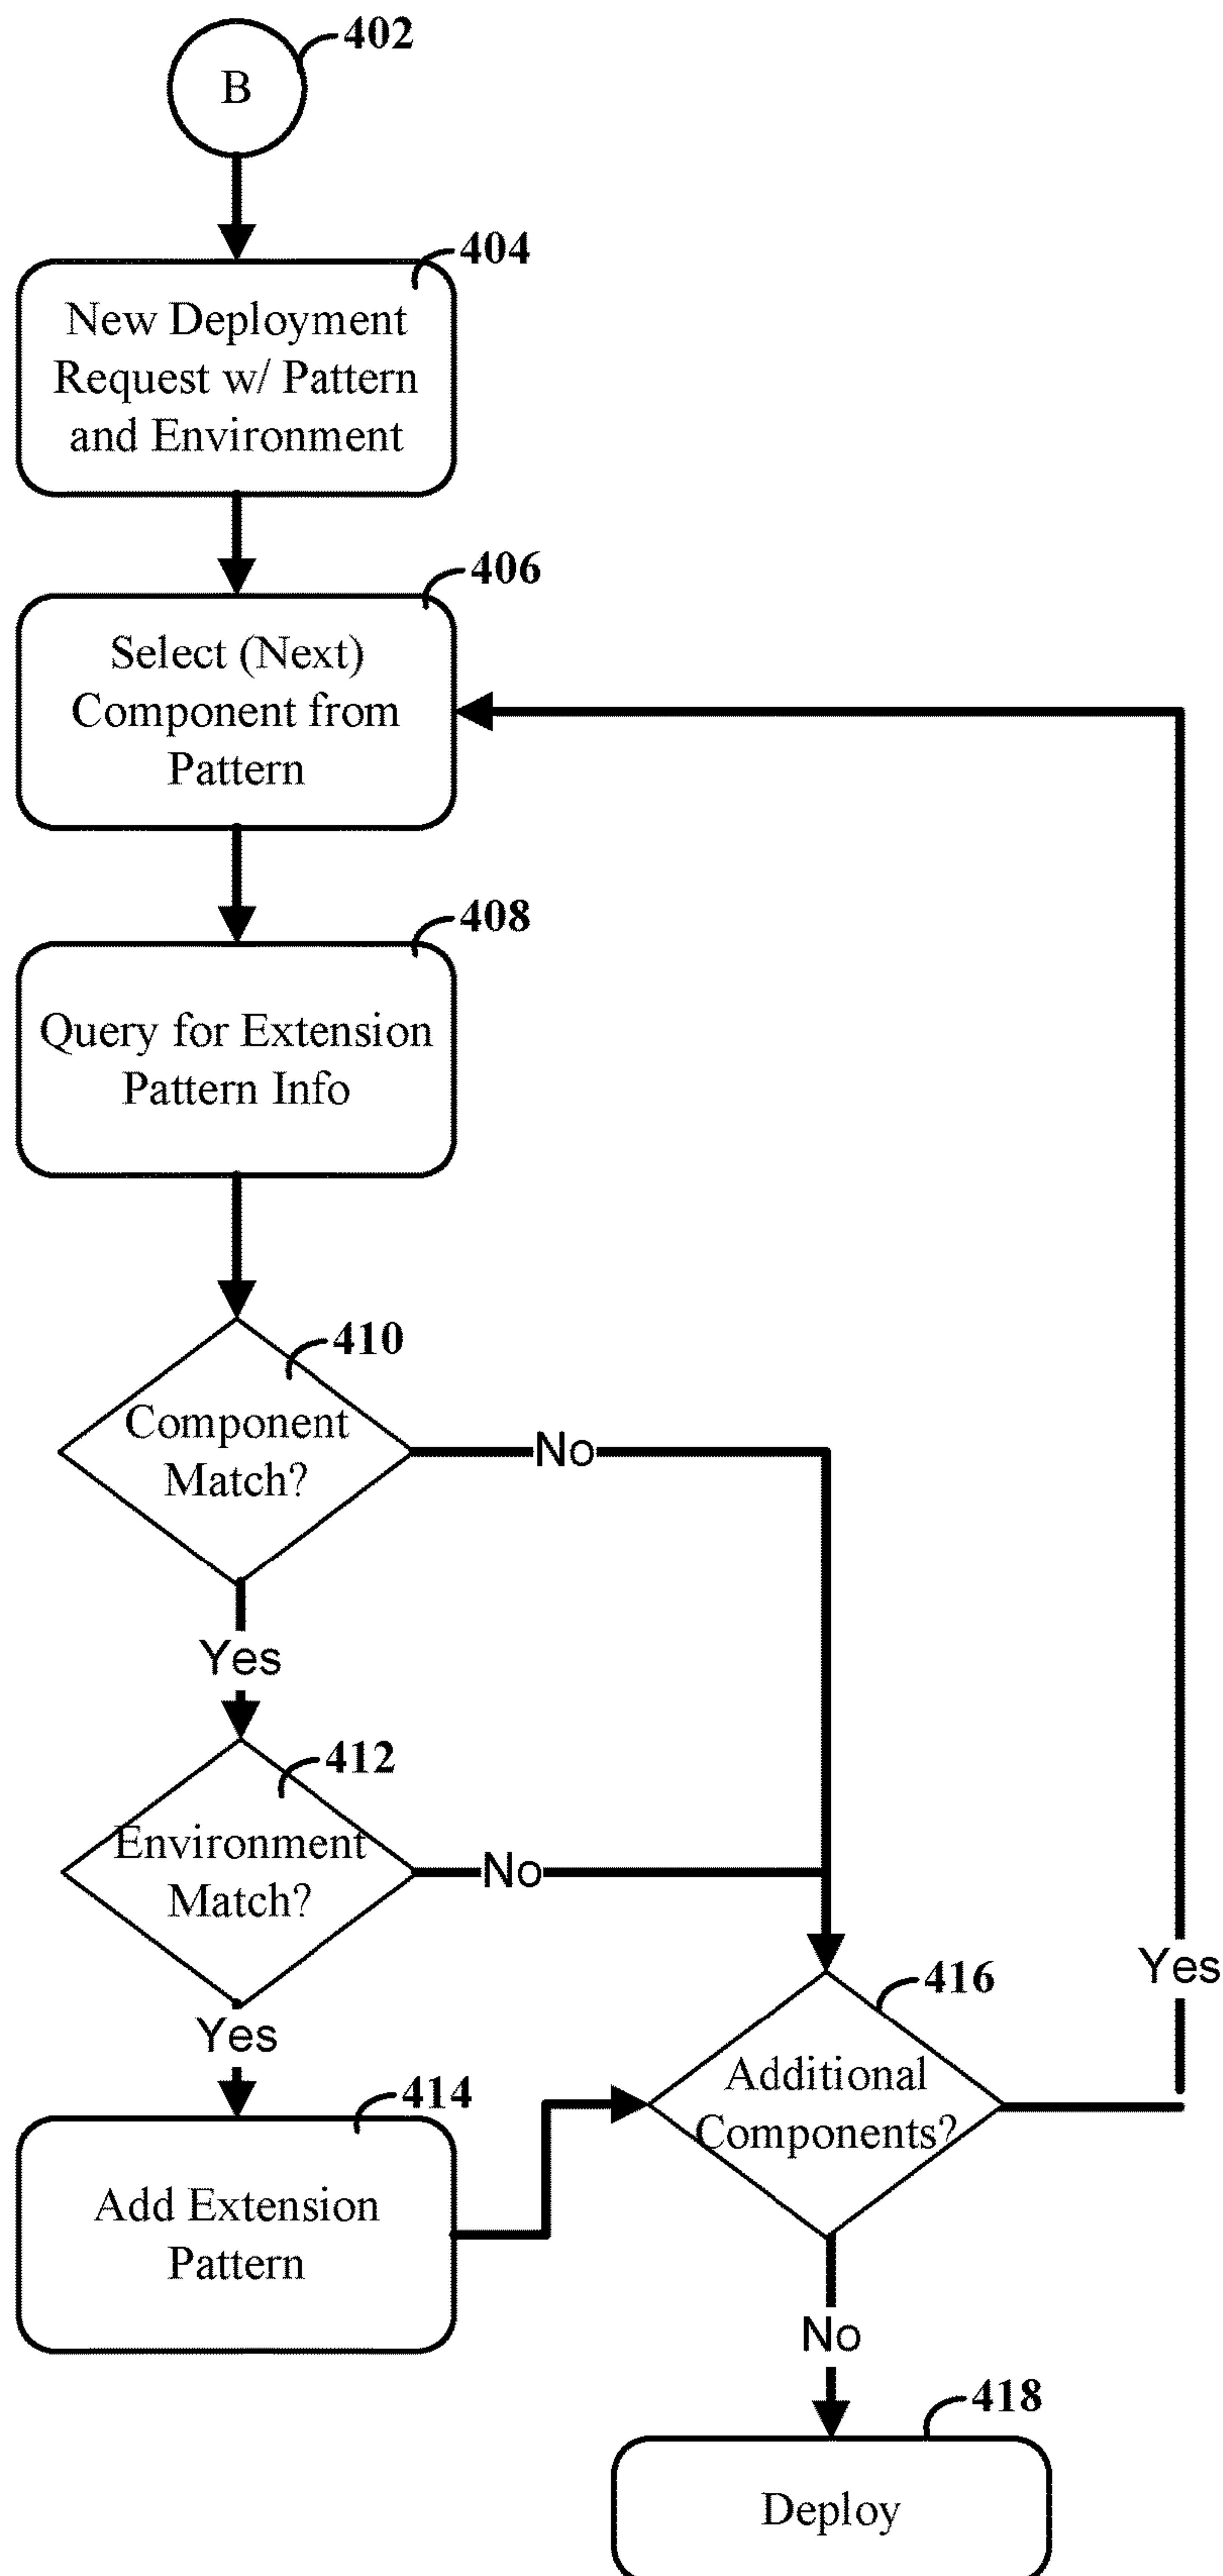 402
B
404
New Deployment
Request w/ Pattern
and Environment
406
Select (Next)
Component from
Pattern
408
Query for Extension
Pattern Info
410
Component
Match?
No
Yes
412
Environment
Match?
No
Yes
416
Additional
Components?
Yes
414
Add Extension
Pattern
No
418
Deploy